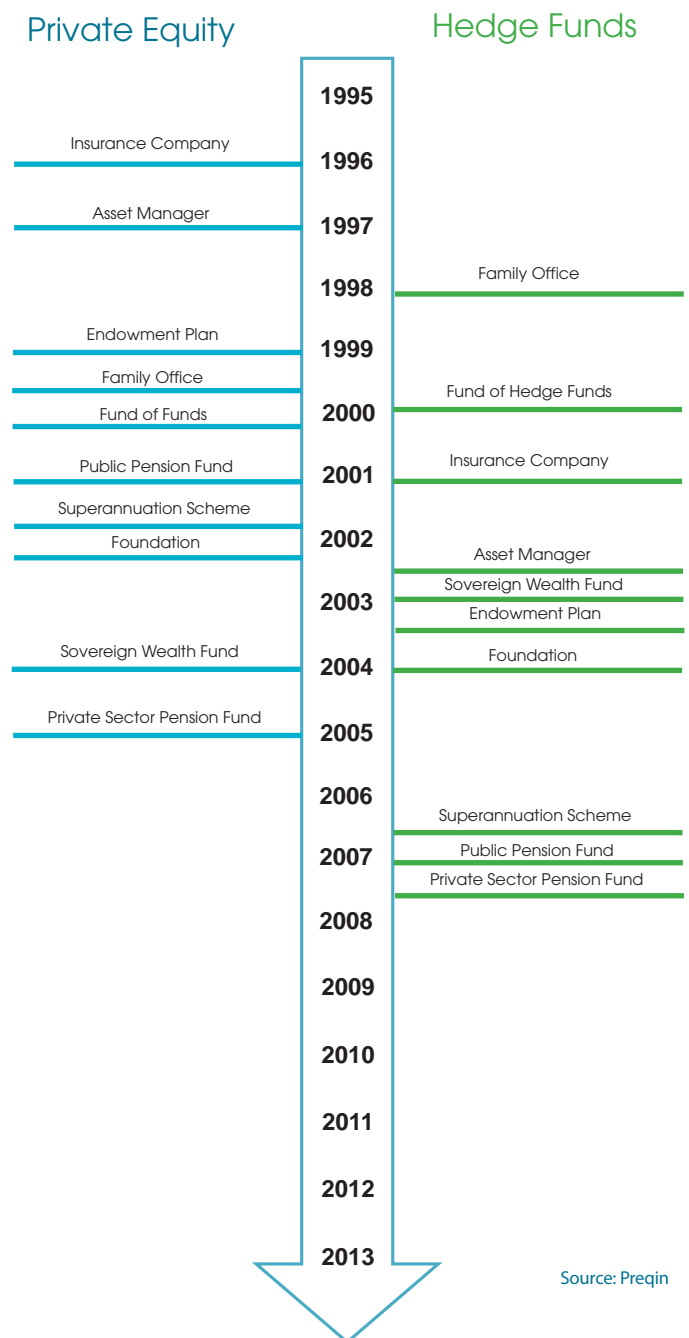 Private Equity
Hedge Funds
1995
Insurance Company
1996
Asset Manager
1997
Family Office
1998
Endowment Plan
1999
Family Office
Fund of Hedge Funds
Fund of Funds
2000
Insurance Company
Public Pension Fund
2001
Superannuation Scheme
2002
Foundation
Asset Manager
Sovereign Wealth Fund
2003
Endowment Plan
Sovereign Wealth Fund
Foundation
2004
Private Sector Pension Fund
2005
2006
Superannuation Scheme
Public Pension Fund
2007
Private Sector Pension Fund
2008
2009
2010
2011
2012
2013
Source: Preqin